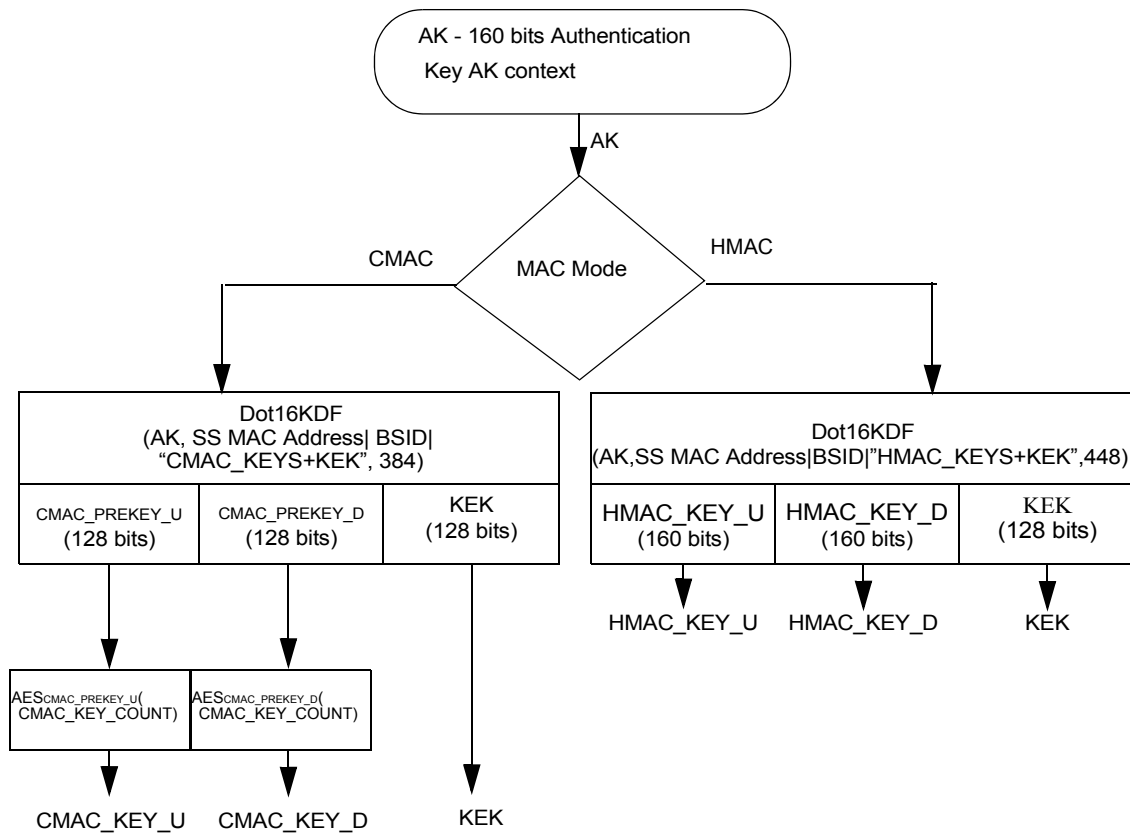 AK - 160 bits Authentication
Key AK context
AK
CMAC
MAC Mode
HMAC
Dot16KDF
(AK, SS MAC Address| BSID|
“CMAC_KEYS+KEK”, 384)
CMAC_PREKEY_U
(128 bits)
CMAC_PREKEY_D
(128 bits)
KEK
(128 bits)
Dot16KDF
(AK,SS MAC Address|BSID|”HMAC_KEYS+KEK”,448)
HMAC_KEY_U
(160 bits)
HMAC_KEY_D
(160 bits)
KEK
(128 bits)
HMAC_KEY_U
HMAC_KEY_D
KEK
AESCMAC_PREKEY_U(
CMAC_KEY_COUNT)
AESCMAC_PREKEY_D(
CMAC_KEY_COUNT)
CMAC_KEY_U
CMAC_KEY_D
KEK